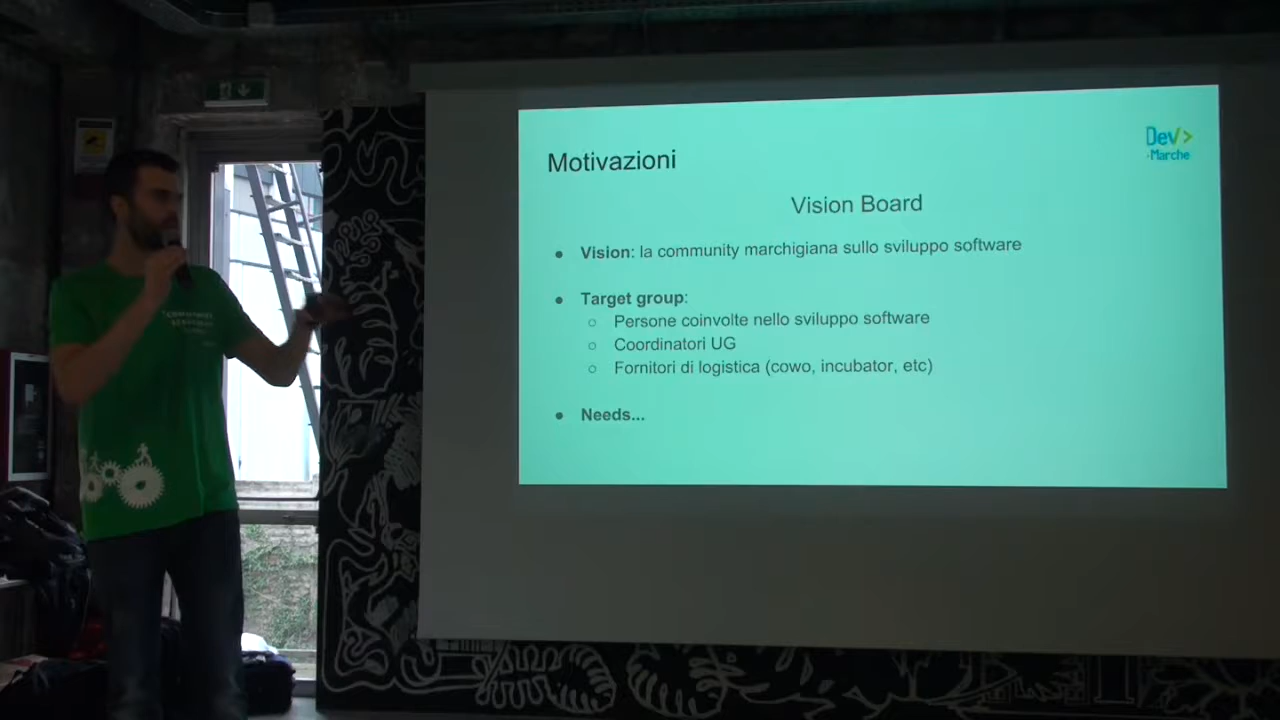 Motivazioni
Dev/>
Marche
Vision Board
● Vision: la community marchigiana sullo sviluppo software
● Target group:
○ Persone coinvolte nello sviluppo software
○ Coordinatori UG
○ Fornitori di logistica (cowo, incubator, etc)
● Needs...